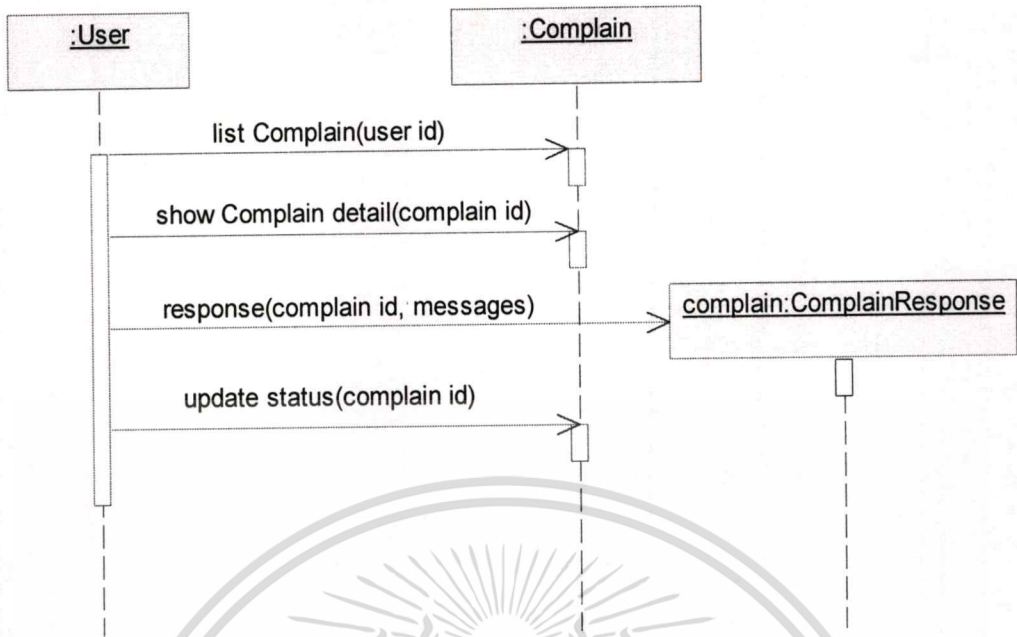 :User
:Complain
list Complain(user id)
show Complain detail(complain id)
response(complain id, messages)
complain:ComplainResponse
update status(complain id)